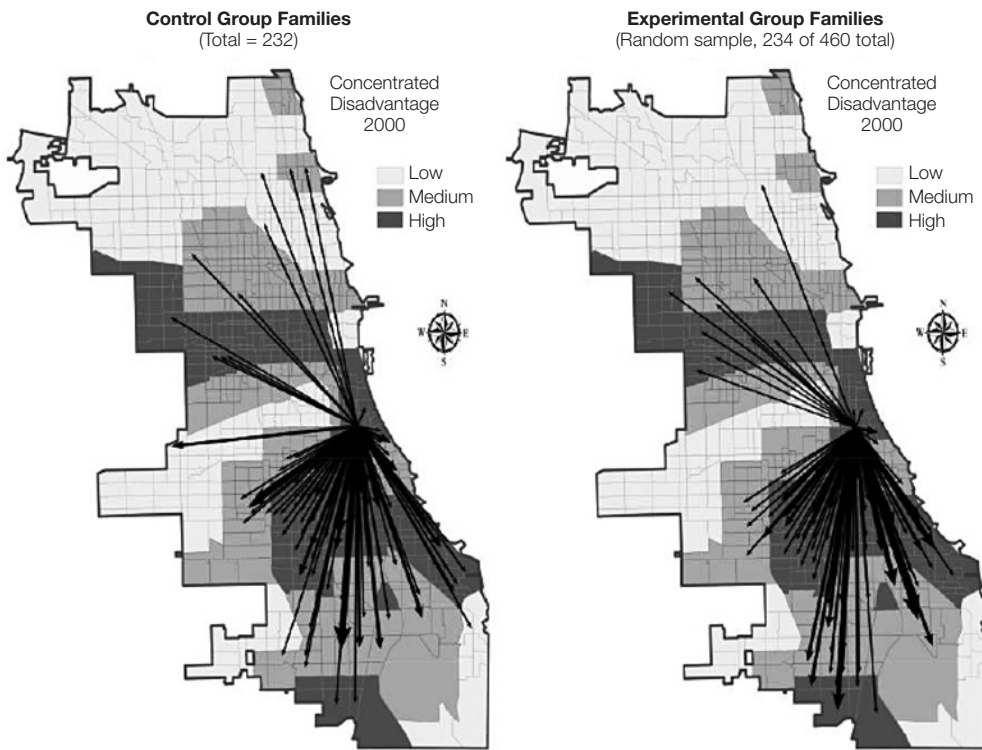 Control Group Families
(Total = 232)
Concentrated
Disadvantage
2000
Low
Medium
High
N
W E
S
Experimental Group Families
(Random sample, 234 of 460 total)
Concentrated
Disadvantage
2000
Low
Medium
High
N
W E
S